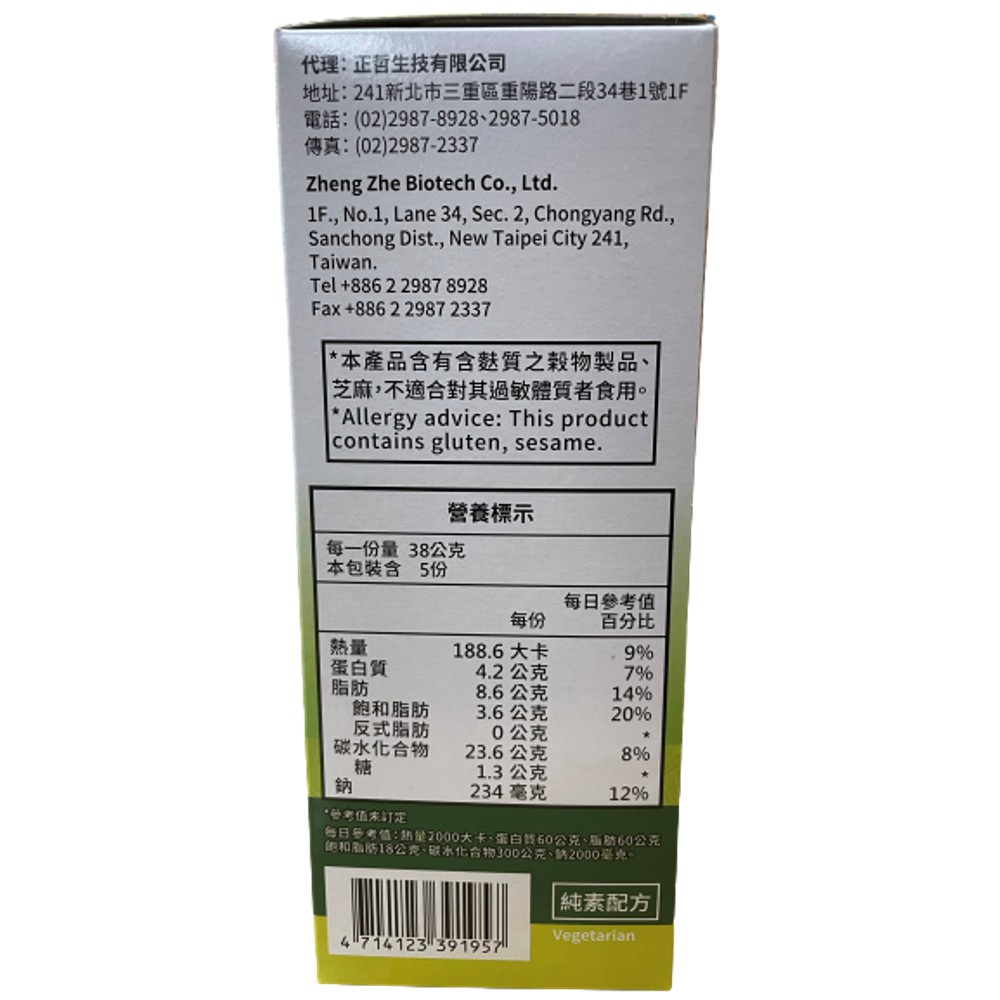 代理：正哲生技有限公司
地址：241新北市三重區重陽路二段34巷1號1F
電話：(02)2987-8928、2987-5018
傳真：(02)2987-2337
Zheng Zhe Biotech Co., Ltd.
1F., No.1, Lane 34, Sec. 2, Chongyang Rd.,
Sanchong Dist., New Taipei City 241,
Taiwan.
Tel +886 2 2987 8928
Fax +886 2 2987 2337
*本產品含有含麩質之穀物製品、
芝麻，不適合對其過敏體質者食用。
*Allergy advice: This product
contains gluten, sesame.
營養標示
每一份量 38公克
本包裝含 5份
每日參考值
每份 百分比
熱量 188.6 大卡 9%
蛋白質 4.2 公克 7%
脂肪 8.6 公克 14%
飽和脂肪 3.6 公克 20%
反式脂肪 0 公克 *
碳水化合物 23.6 公克 8%
糖 1.3 公克 *
鈉 234 毫克 12%
*參考值未訂定
每日參考值：熱量2000大卡、蛋白質60公克、脂肪60公克
飽和脂肪18公克、碳水化合物300公克、鈉2000毫克。
純素配方
Vegetarian
4 714123 391957